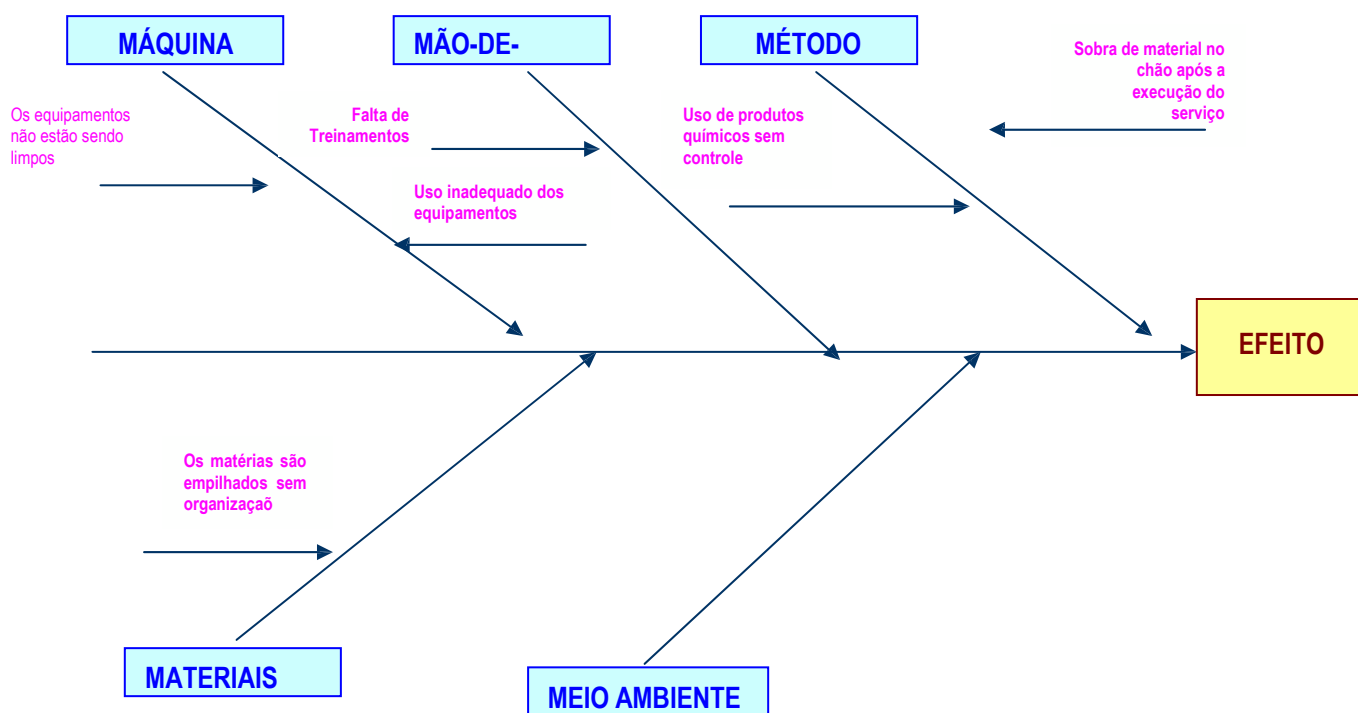 MÁQUINA
MÃO-DE-
MÉTODO
Sobra de material no
chão após a
execução do
serviço
Os equipamentos
não estão sendo
limpos
Falta de
Treinamentos
Uso de produtos
químicos sem
controle
Uso inadequado dos
equipamentos
EFEITO
Os matérias são
empilhados sem
organizaçaõ
MATERIAIS
MEIO AMBIENTE